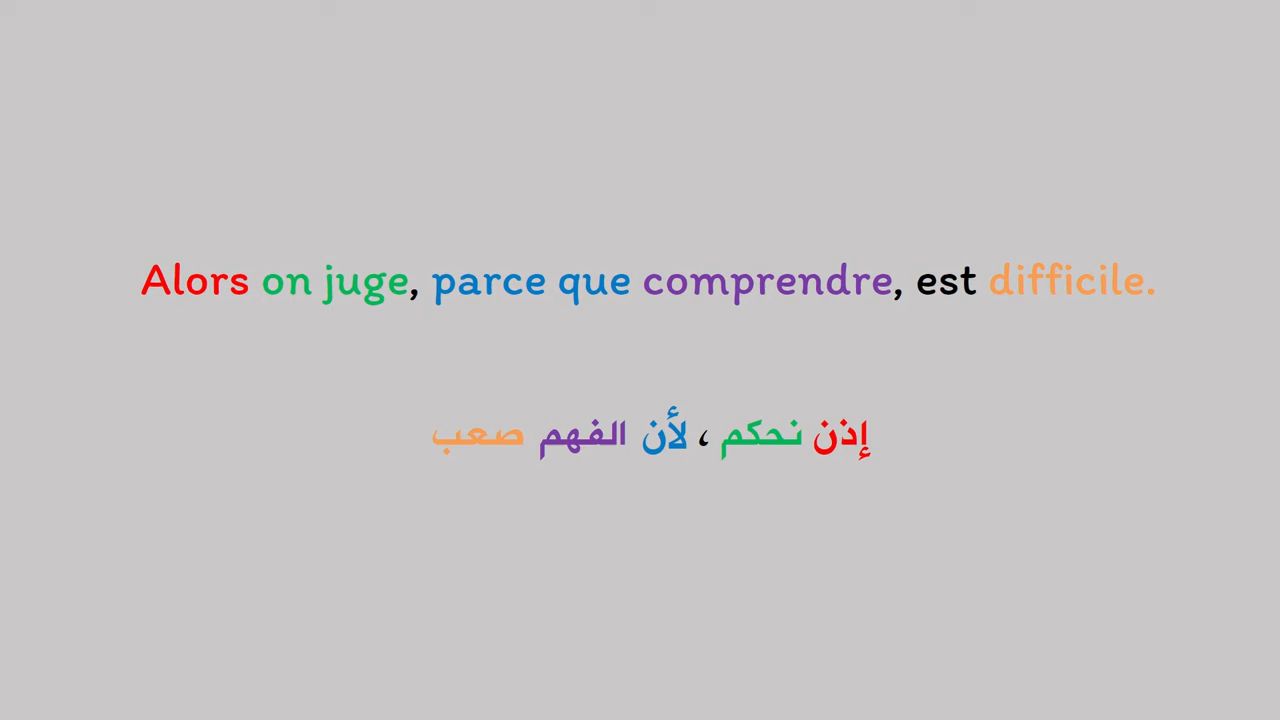 Alors on juge, parce que comprendre, est difficile.
إذن نحكم ، لأن الفهم صعب